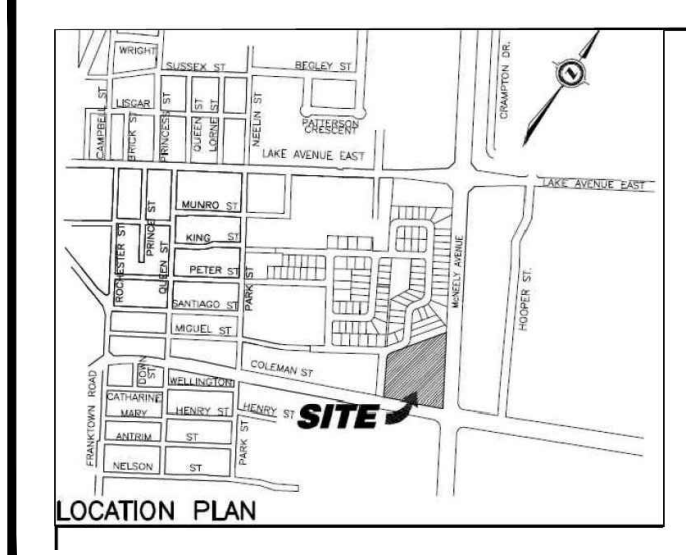 WRIGHT
SUSSEX ST
BEGLEY ST
CRAMPTON DR.
CAMPBELL ST
LISGAR
BRICK ST
PRINCESS ST
QUEEN ST
LORNE ST
NEELIN ST
PATTERSON
CRESCENT
LAKE AVENUE EAST
LAKE AVENUE EAST
MUNRO ST
PRINCE ST
ROCHESTER ST
QUEEN ST
KING ST
PETER ST
PARK ST
SANTIAGO ST
MIGUEL ST
McNEELY AVENUE
HOOPER ST.
COLEMAN ST
DOWN ST
WELLINGTON
FRANKTOWN ROAD
CATHARINE
MARY
HENRY ST
HENRY ST
SITE
ANTRIM ST
PARK ST
NELSON ST
LOCATION PLAN